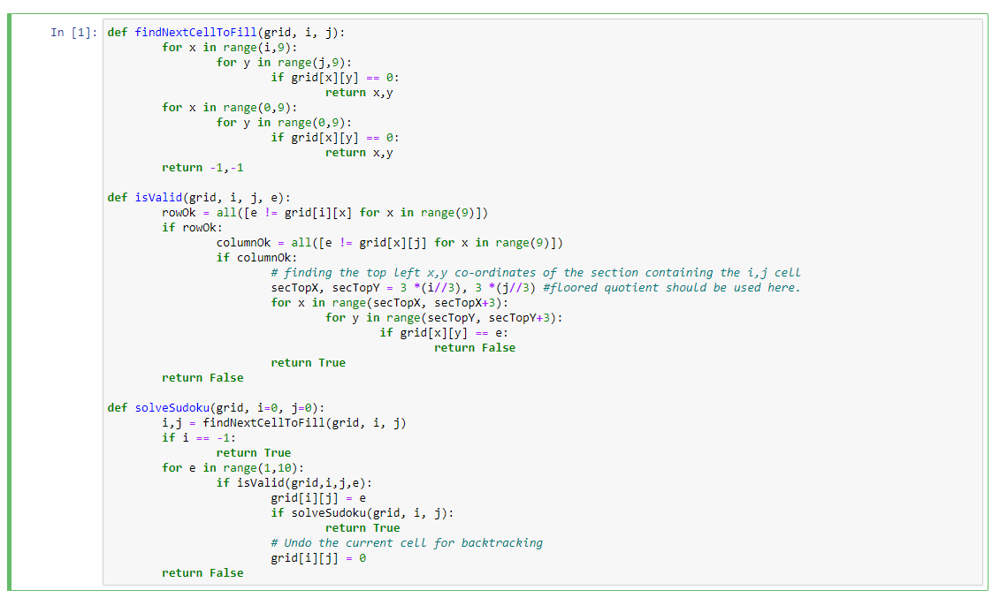 In [1]: def findNextCellToFill(grid, i, j):
        for x in range(i,9):
                for y in range(j,9):
                        if grid[x][y] == 0:
                                return x,y
        for x in range(0,9):
                for y in range(0,9):
                        if grid[x][y] == 0:
                                return x,y
        return -1,-1

def isValid(grid, i, j, e):
        rowOk = all([e != grid[i][x] for x in range(9)])
        if rowOk:
                columnOk = all([e != grid[x][j] for x in range(9)])
                if columnOk:
                        # finding the top left x,y co-ordinates of the section containing the i,j cell
                        secTopX, secTopY = 3 *(i//3), 3 *(j//3) #floored quotient should be used here.
                        for x in range(secTopX, secTopX+3):
                                for y in range(secTopY, secTopY+3):
                                        if grid[x][y] == e:
                                                return False
                        return True
        return False

def solveSudoku(grid, i=0, j=0):
        i,j = findNextCellToFill(grid, i, j)
        if i == -1:
                return True
        for e in range(1,10):
                if isValid(grid,i,j,e):
                        grid[i][j] = e
                        if solveSudoku(grid, i, j):
                                return True
                        # Undo the current cell for backtracking
                        grid[i][j] = 0
        return False